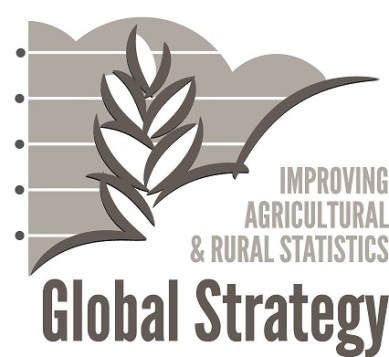 IMPROVING
AGRICULTURAL
& RURAL STATISTICS
Global Strategy